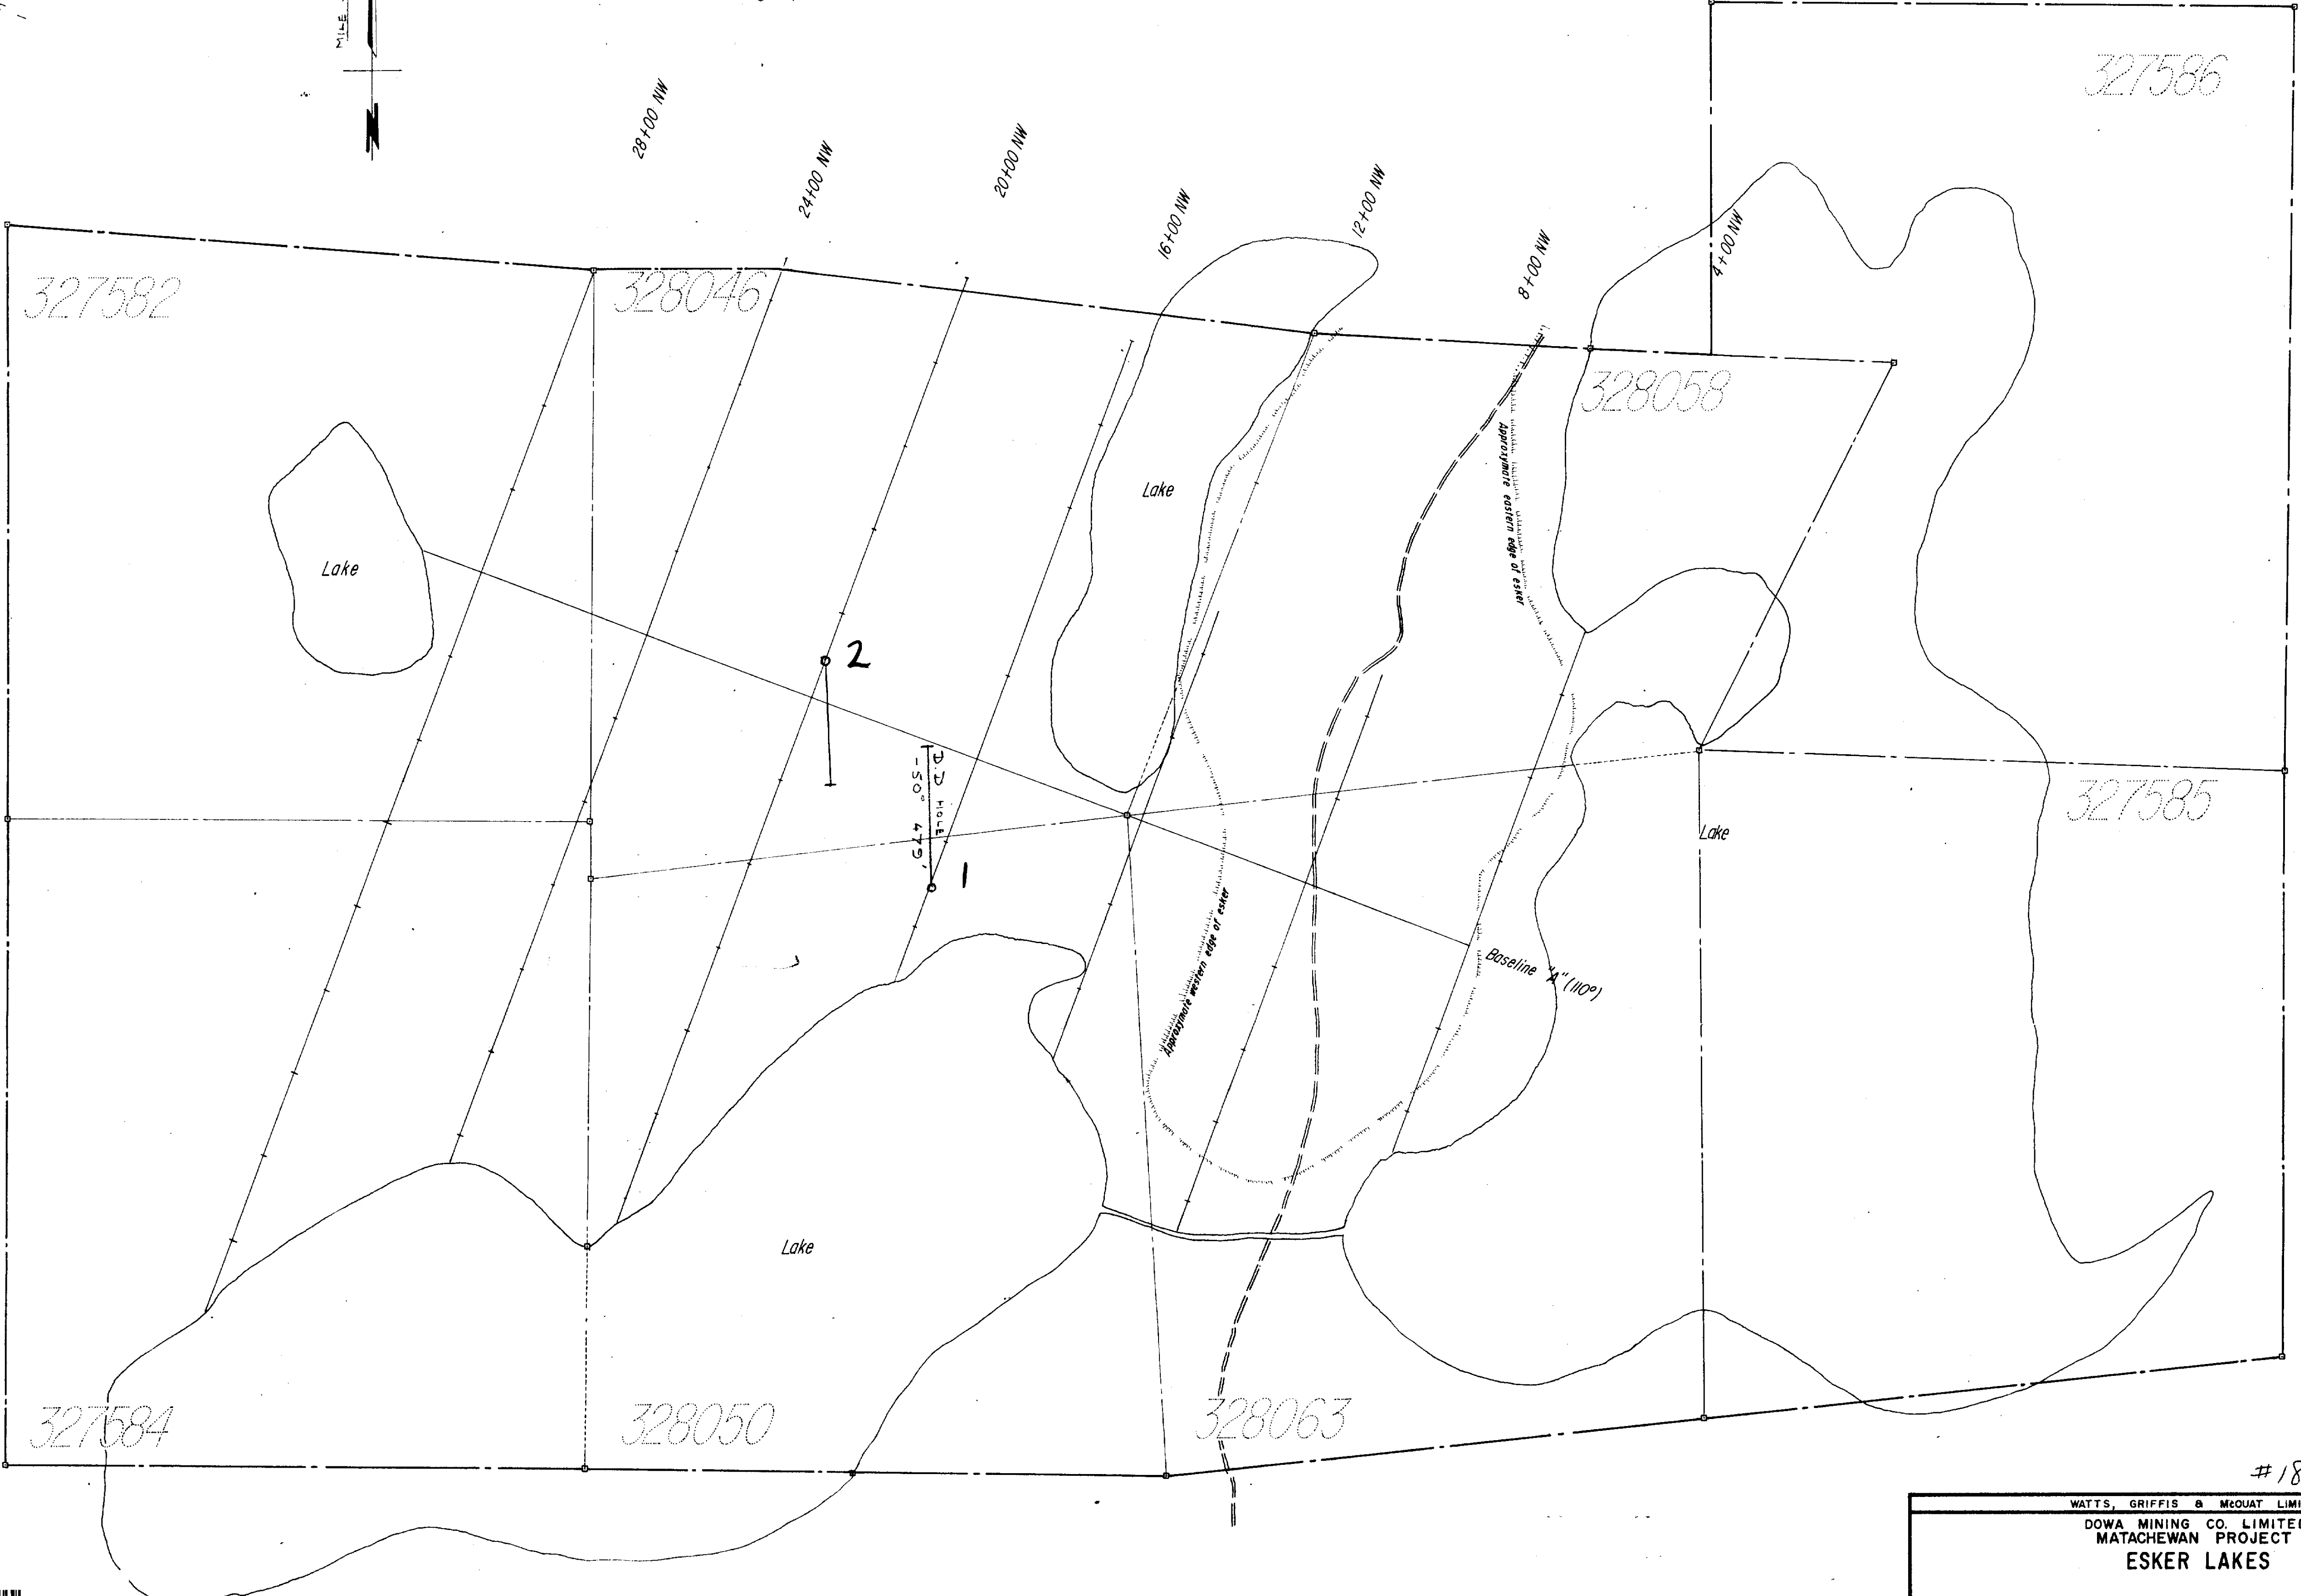 MILE
N
327586
28+00 NW
24+00 NW
20+00 NW
16+00 NW
12+00 NW
8+00 NW
4+00 NW
327582
328046
328058
Approxymate eastern edge of esker
Lake
Lake
2
D.D HOLE
-50° 479'
1
327585
Lake
Approxymate western edge of esker
Baseline "A" (110°)
Lake
327584
328050
328063
#18
WATTS, GRIFFIS & McOUAT LIMI
DOWA MINING CO. LIMITED
MATACHEWAN PROJECT
ESKER LAKES